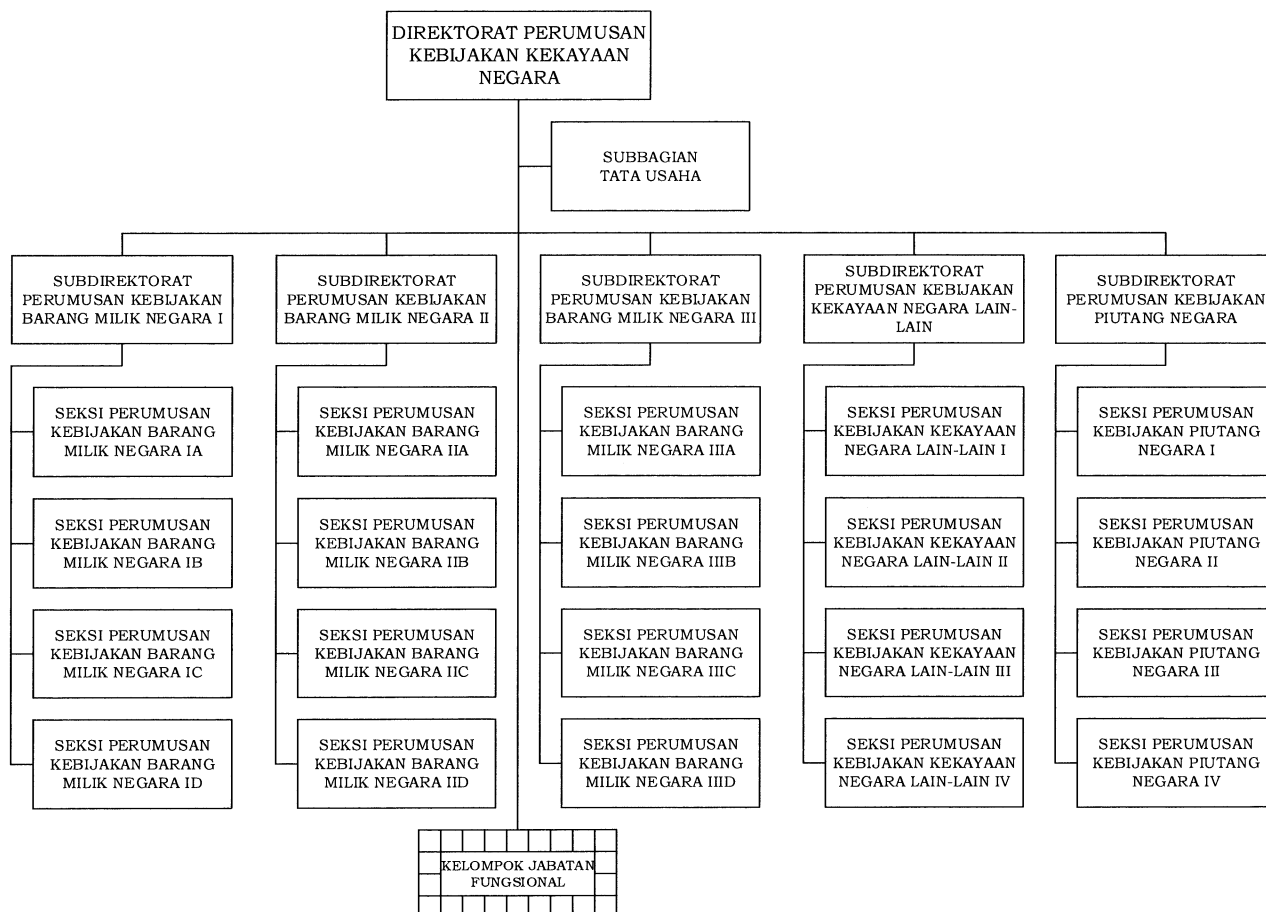 DIREKTORAT PERUMUSAN
KEBIJAKAN KEKAYAAN
NEGARA
SUBBAGIAN
TATA USAHA
SUBDIREKTORAT
PERUMUSAN KEBIJAKAN
BARANG MILIK NEGARA I
SUBDIREKTORAT
PERUMUSAN KEBIJAKAN
BARANG MILIK NEGARA II
SUBDIREKTORAT
PERUMUSAN KEBIJAKAN
BARANG MILIK NEGARA III
SUBDIREKTORAT
PERUMUSAN KEBIJAKAN
KEKAYAAN NEGARA LAIN-
LAIN
SUBDIREKTORAT
PERUMUSAN KEBIJAKAN
PIUTANG NEGARA
SEKSI PERUMUSAN
KEBIJAKAN BARANG
MILIK NEGARA IA
SEKSI PERUMUSAN
KEBIJAKAN BARANG
MILIK NEGARA IIA
SEKSI PERUMUSAN
KEBIJAKAN BARANG
MILIK NEGARA IIIA
SEKSI PERUMUSAN
KEBIJAKAN KEKAYAAN
NEGARA LAIN-LAIN I
SEKSI PERUMUSAN
KEBIJAKAN PIUTANG
NEGARA I
SEKSI PERUMUSAN
KEBIJAKAN BARANG
MILIK NEGARA IB
SEKSI PERUMUSAN
KEBIJAKAN BARANG
MILIK NEGARA IIB
SEKSI PERUMUSAN
KEBIJAKAN BARANG
MILIK NEGARA IIIB
SEKSI PERUMUSAN
KEBIJAKAN KEKAYAAN
NEGARA LAIN-LAIN II
SEKSI PERUMUSAN
KEBIJAKAN PIUTANG
NEGARA II
SEKSI PERUMUSAN
KEBIJAKAN BARANG
MILIK NEGARA IC
SEKSI PERUMUSAN
KEBIJAKAN BARANG
MILIK NEGARA IIC
SEKSI PERUMUSAN
KEBIJAKAN BARANG
MILIK NEGARA IIIC
SEKSI PERUMUSAN
KEBIJAKAN KEKAYAAN
NEGARA LAIN-LAIN III
SEKSI PERUMUSAN
KEBIJAKAN PIUTANG
NEGARA III
SEKSI PERUMUSAN
KEBIJAKAN BARANG
MILIK NEGARA ID
SEKSI PERUMUSAN
KEBIJAKAN BARANG
MILIK NEGARA IID
SEKSI PERUMUSAN
KEBIJAKAN BARANG
MILIK NEGARA IIID
SEKSI PERUMUSAN
KEBIJAKAN KEKAYAAN
NEGARA LAIN-LAIN IV
SEKSI PERUMUSAN
KEBIJAKAN PIUTANG
NEGARA IV
KELOMPOK JABATAN
FUNGSIONAL